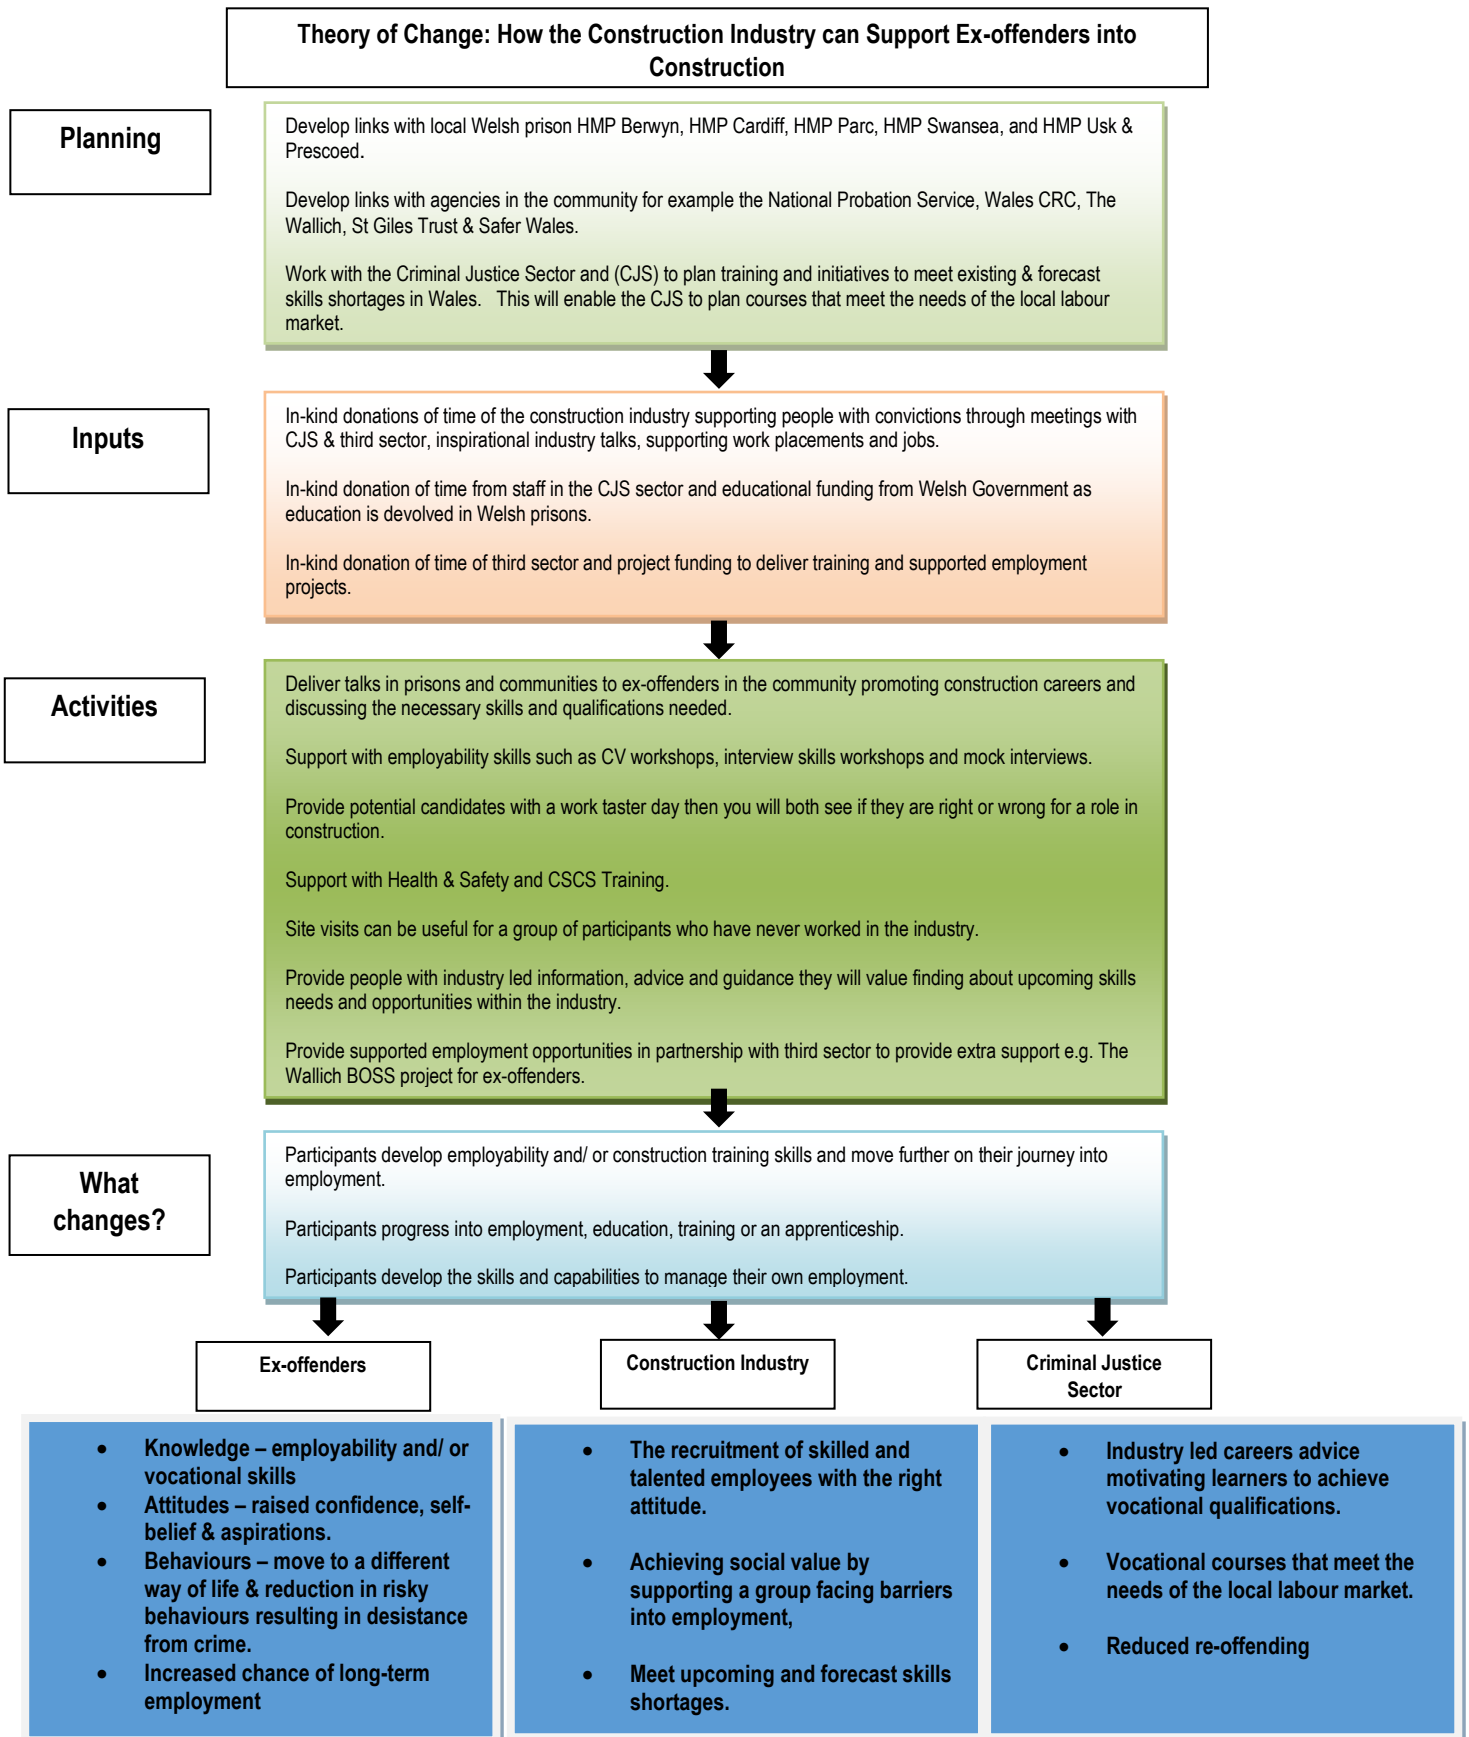 Theory of Change: How the Construction Industry can Support Ex-offenders into
Construction
Planning
Develop links with local Welsh prison HMP Berwyn, HMP Cardiff, HMP Parc, HMP Swansea, and HMP Usk &
Prescoed.
Develop links with agencies in the community for example the National Probation Service, Wales CRC, The
Wallich, St Giles Trust & Safer Wales.
Work with the Criminal Justice Sector and (CJS) to plan training and initiatives to meet existing & forecast
skills shortages in Wales.   This will enable the CJS to plan courses that meet the needs of the local labour
market.
Inputs
In-kind donations of time of the construction industry supporting people with convictions through meetings with
CJS & third sector, inspirational industry talks, supporting work placements and jobs.
In-kind donation of time from staff in the CJS sector and educational funding from Welsh Government as
education is devolved in Welsh prisons.
In-kind donation of time of third sector and project funding to deliver training and supported employment
projects.
Activities
Deliver talks in prisons and communities to ex-offenders in the community promoting construction careers and
discussing the necessary skills and qualifications needed.
Support with employability skills such as CV workshops, interview skills workshops and mock interviews.
Provide potential candidates with a work taster day then you will both see if they are right or wrong for a role in
construction.
Support with Health & Safety and CSCS Training.
Site visits can be useful for a group of participants who have never worked in the industry.
Provide people with industry led information, advice and guidance they will value finding about upcoming skills
needs and opportunities within the industry.
Provide supported employment opportunities in partnership with third sector to provide extra support e.g. The
Wallich BOSS project for ex-offenders.
What
changes?
Participants develop employability and/ or construction training skills and move further on their journey into
employment.
Participants progress into employment, education, training or an apprenticeship.
Participants develop the skills and capabilities to manage their own employment.
Ex-offenders
• Knowledge – employability and/ or
vocational skills
• Attitudes – raised confidence, self-
belief & aspirations.
• Behaviours – move to a different
way of life & reduction in risky
behaviours resulting in desistance
from crime.
• Increased chance of long-term
employment
Construction Industry
• The recruitment of skilled and
talented employees with the right
attitude.
• Achieving social value by
supporting a group facing barriers
into employment,
• Meet upcoming and forecast skills
shortages.
Criminal Justice
Sector
• Industry led careers advice
motivating learners to achieve
vocational qualifications.
• Vocational courses that meet the
needs of the local labour market.
• Reduced re-offending